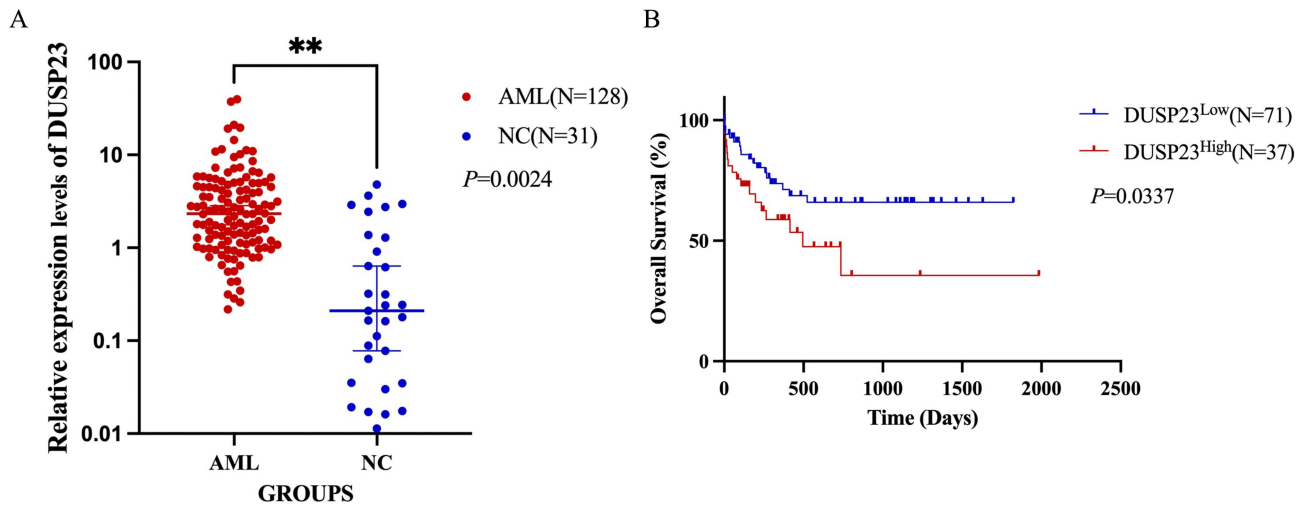 A
Relative expression levels of DUSP23
100
10
1
0.1
0.01
**
AML(N=128)
NC(N=31)
P=0.0024
AML
NC
GROUPS
B
Overall Survival (%)
100
50
0
0
500
1000
1500
2000
2500
Time (Days)
DUSP23Low(N=71)
DUSP23High(N=37)
P=0.0337